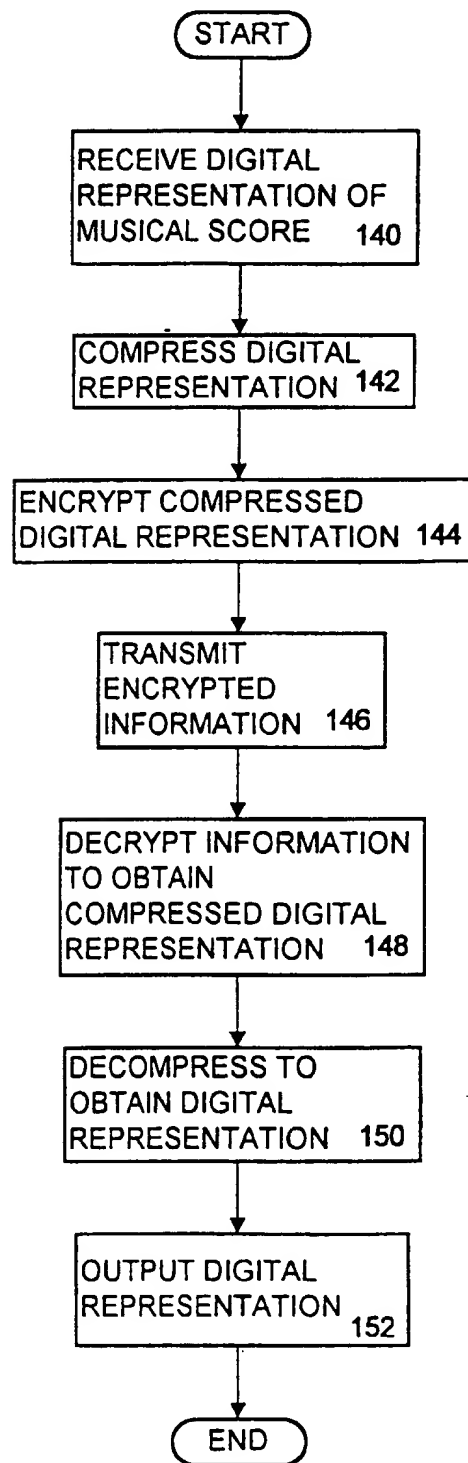 START
RECEIVE DIGITAL
REPRESENTATION OF
MUSICAL SCORE 140
COMPRESS DIGITAL
REPRESENTATION 142
ENCRYPT COMPRESSED
DIGITAL REPRESENTATION 144
TRANSMIT
ENCRYPTED
INFORMATION 146
DECRYPT INFORMATION
TO OBTAIN
COMPRESSED DIGITAL
REPRESENTATION 148
DECOMPRESS TO
OBTAIN DIGITAL
REPRESENTATION 150
OUTPUT DIGITAL
REPRESENTATION
152
END